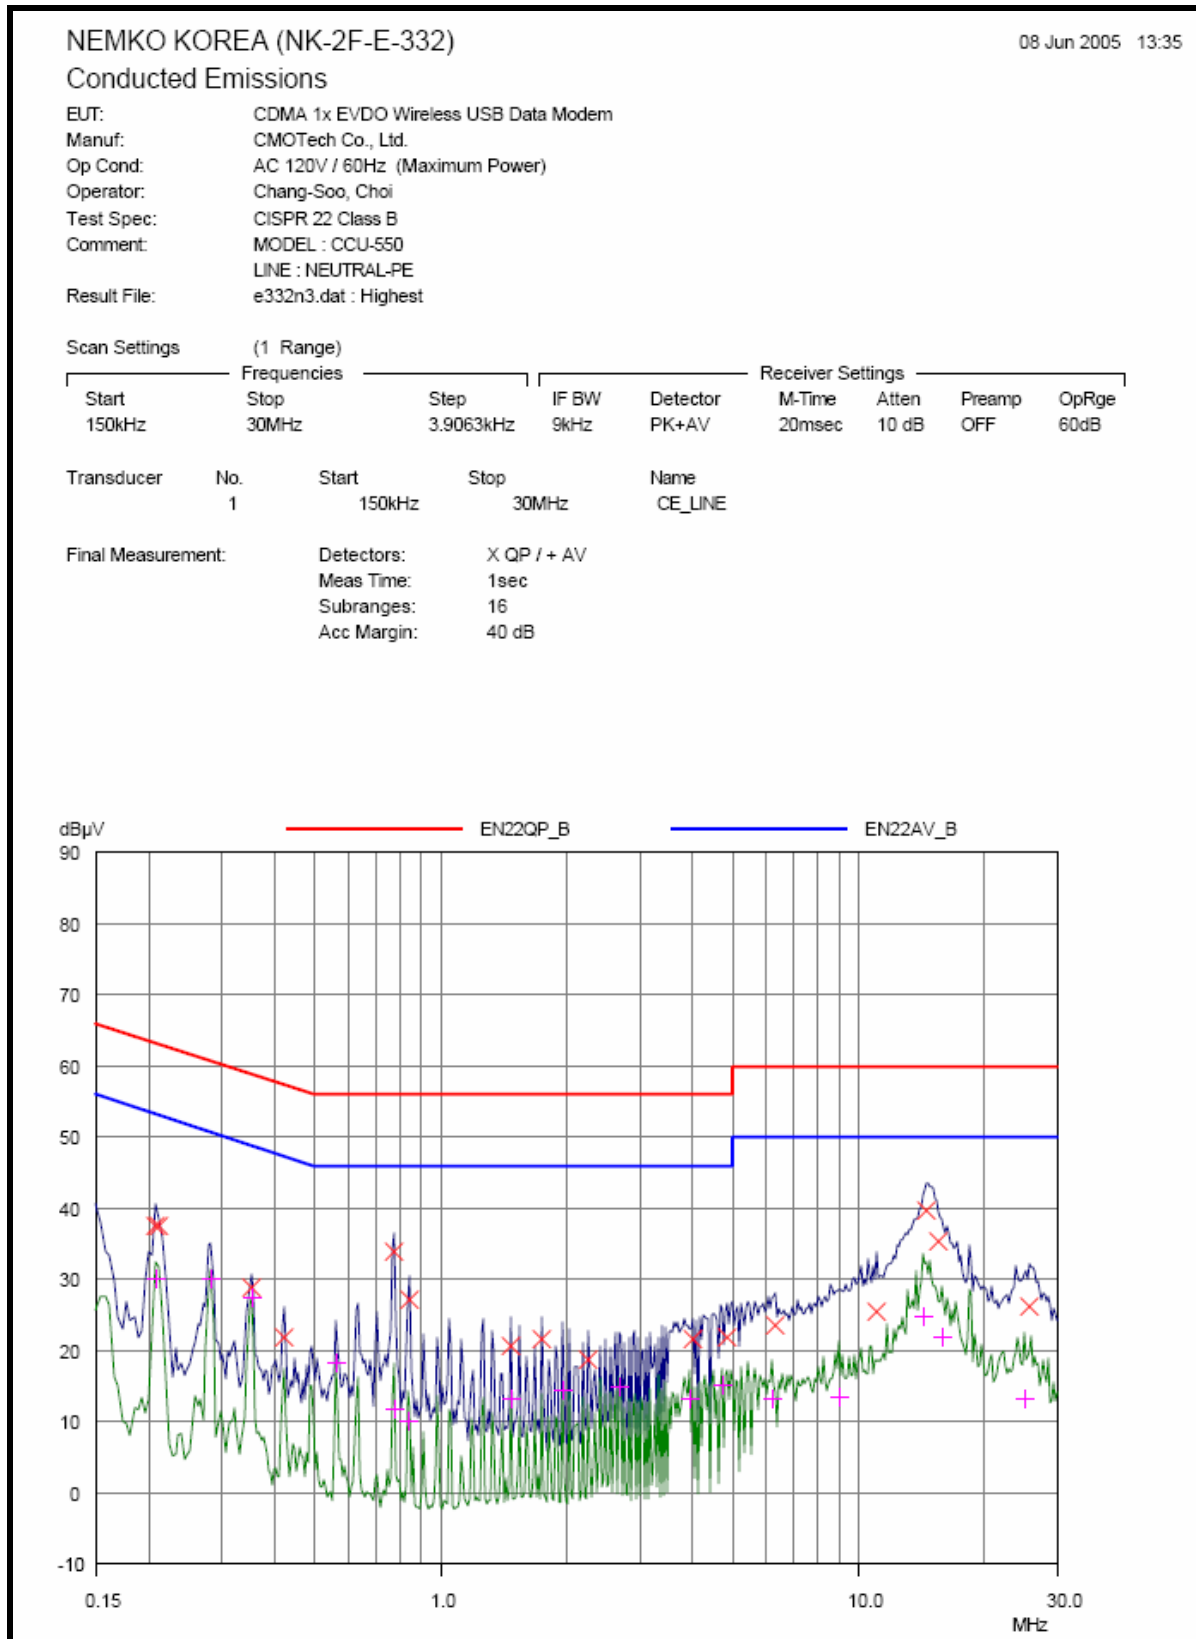 NEMKO KOREA (NK-2F-E-332) 08 Jun 2005 13:35
Conducted Emissions
EUT: CDMA 1x EVDO Wireless USB Data Modem
Manuf: CMOTech Co., Ltd.
Op Cond: AC 120V / 60Hz (Maximum Power)
Operator: Chang-Soo, Choi
Test Spec: CISPR 22 Class B
Comment: MODEL : CCU-550
LINE : NEUTRAL-PE
Result File: e332n3.dat : Highest
Scan Settings (1 Range)
Frequencies Receiver Settings
Start Stop Step IF BW Detector M-Time Atten Preamp OpRge
150kHz 30MHz 3.9063kHz 9kHz PK+AV 20msec 10 dB OFF 60dB
Transducer No. Start Stop Name
1 150kHz 30MHz CE_LINE
Final Measurement: Detectors: X QP / + AV
Meas Time: 1sec
Subranges: 16
Acc Margin: 40 dB
dBµV EN22QP_B EN22AV_B
90
80
70
60
50
40
30
20
10
0
-10
0.15 1.0 10.0 30.0
MHz